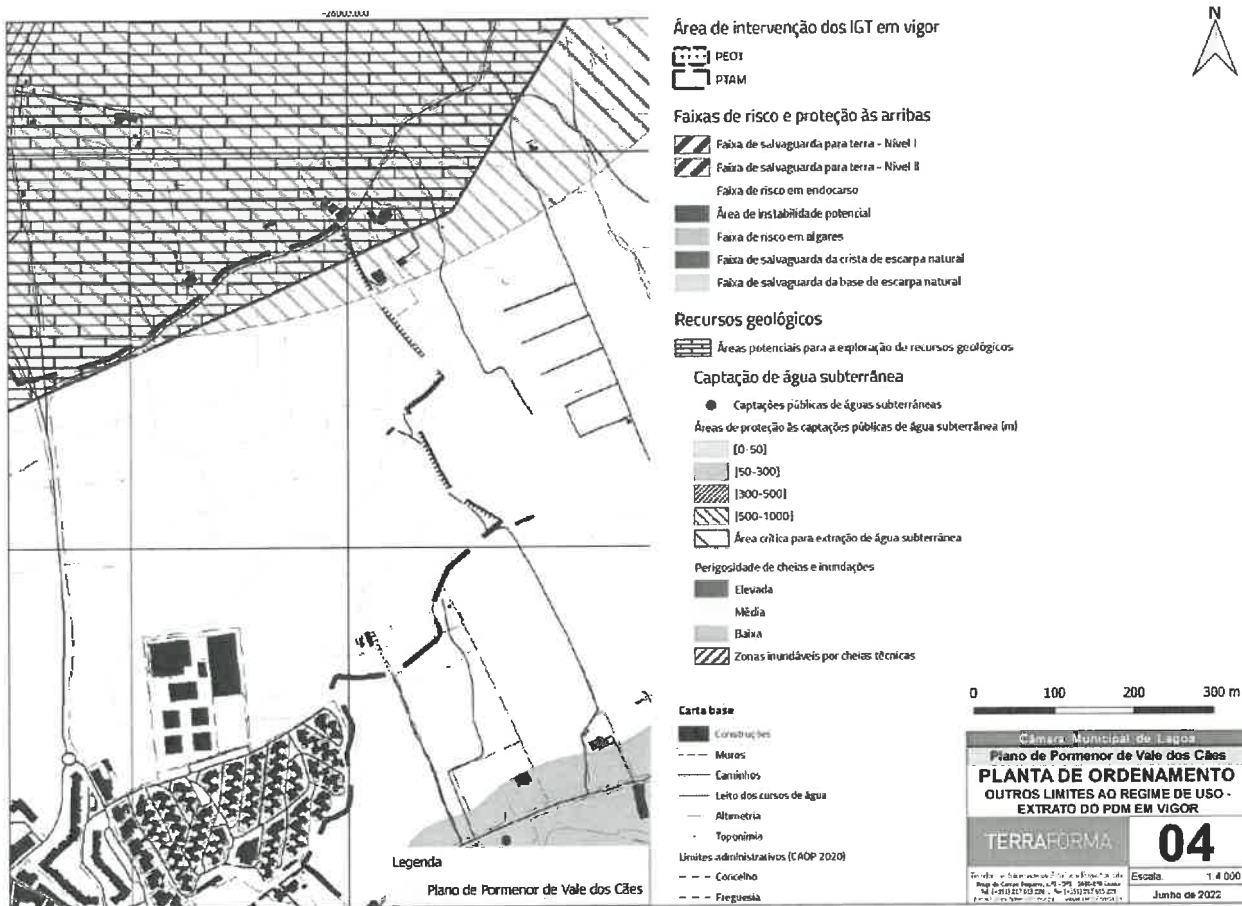 -26000.000
N
Área de intervenção dos IGT em vigor
PEOT
PTAM
Faixas de risco e proteção às arribas
Faixa de salvaguarda para terra - Nível I
Faixa de salvaguarda para terra - Nível II
Faixa de risco em endocarso
Área de instabilidade potencial
Faixa de risco em algares
Faixa de salvaguarda da crista de escarpa natural
Faixa de salvaguarda da base de escarpa natural
Recursos geológicos
Áreas potenciais para a exploração de recursos geológicos
Captação de água subterrânea
Captações públicas de águas subterrâneas
Áreas de proteção às captações públicas de água subterrânea (m)
[0-50]
]50-300]
]300-500]
]500-1000]
Área crítica para extração de água subterrânea
Perigosidade de cheias e inundações
Elevada
Média
Baixa
Zonas inundáveis por cheias técnicas
Carta base
Construções
Muros
Caminhos
Leito dos cursos de água
Altimetria
Toponímia
Limites administrativos (CAOP 2020)
Concelho
Freguesia
Legenda
Plano de Pormenor de Vale dos Cães
0 100 200 300 m
Câmara Municipal de Lagoa
Plano de Pormenor de Vale dos Cães
PLANTA DE ORDENAMENTO
OUTROS LIMITES AO REGIME DE USO -
EXTRATO DO PDM EM VIGOR
TERRAFORMA
04
Escala: 1:4 000
Junho de 2022